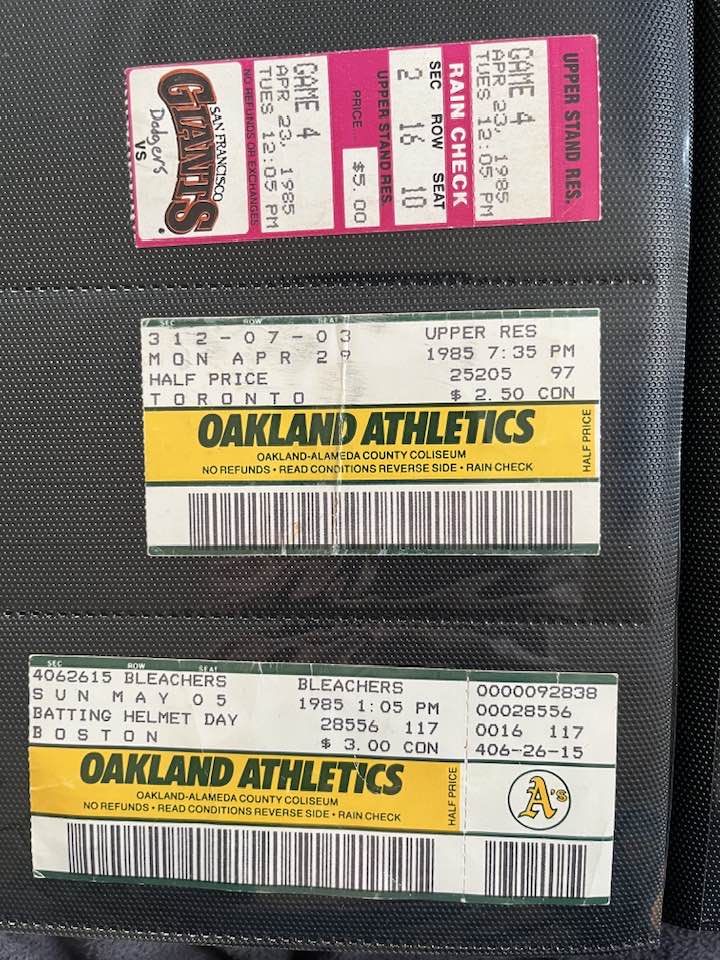 UPPER STAND RES.
GAME 4
APR 23, 1985
TUES 12:05 PM
RAIN CHECK
SEC ROW SEAT
2 16 10
UPPER STAND RES.
PRICE $5.00
GAME 4
APR 23, 1985
TUES 12:05 PM
NO REFUNDS OR EXCHANGES
SAN FRANCISCO
GIANTS
Dodgers
VS
SEC ROW SEAT
312-07-03 UPPER RES
MON APR 29 1985 7:35 PM
HALF PRICE 25205 97
TORONTO $ 2.50 CON
OAKLAND ATHLETICS
OAKLAND-ALAMEDA COUNTY COLISEUM
NO REFUNDS • READ CONDITIONS REVERSE SIDE • RAIN CHECK
HALF PRICE
SEC ROW SEAT
4062615 BLEACHERS BLEACHERS 0000092838
SUN MAY 05 1985 1:05 PM 00028556
BATTING HELMET DAY 28556 117 0016 117
BOSTON $ 3.00 CON 406-26-15
OAKLAND ATHLETICS
OAKLAND-ALAMEDA COUNTY COLISEUM
NO REFUNDS • READ CONDITIONS REVERSE SIDE • RAIN CHECK
HALF PRICE
A's